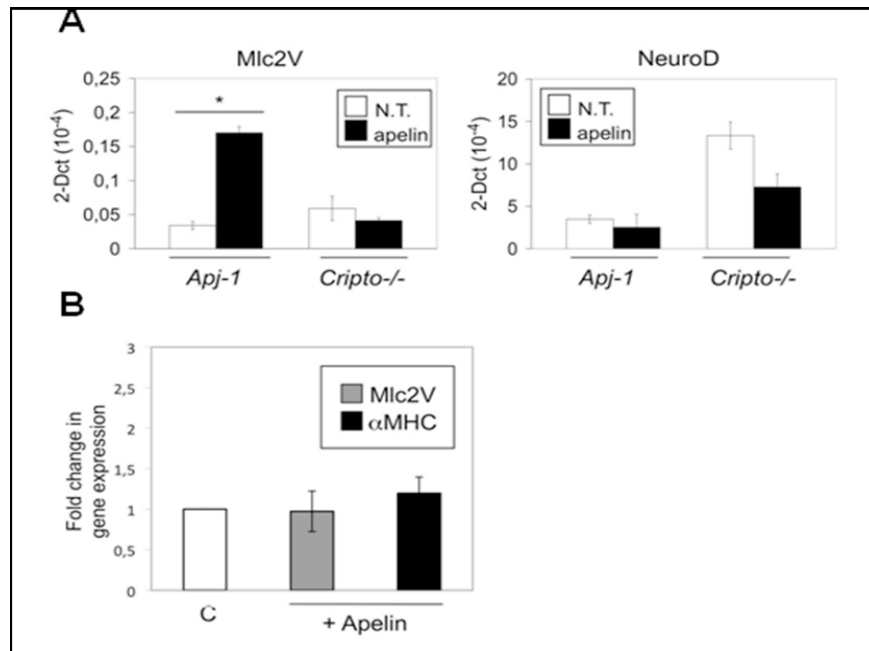 A
Mlc2V
2-Dct (10-4)
0,25
0,2
0,15
0,1
0,05
0
*
N.T.
apelin
Apj-1
Cripto-/-
NeuroD
2-Dct (10-4)
20
15
10
5
0
N.T.
apelin
Apj-1
Cripto-/-
B
Fold change in
gene expression
3
2,5
2
1,5
1
0,5
0
Mlc2V
αMHC
C
+ Apelin